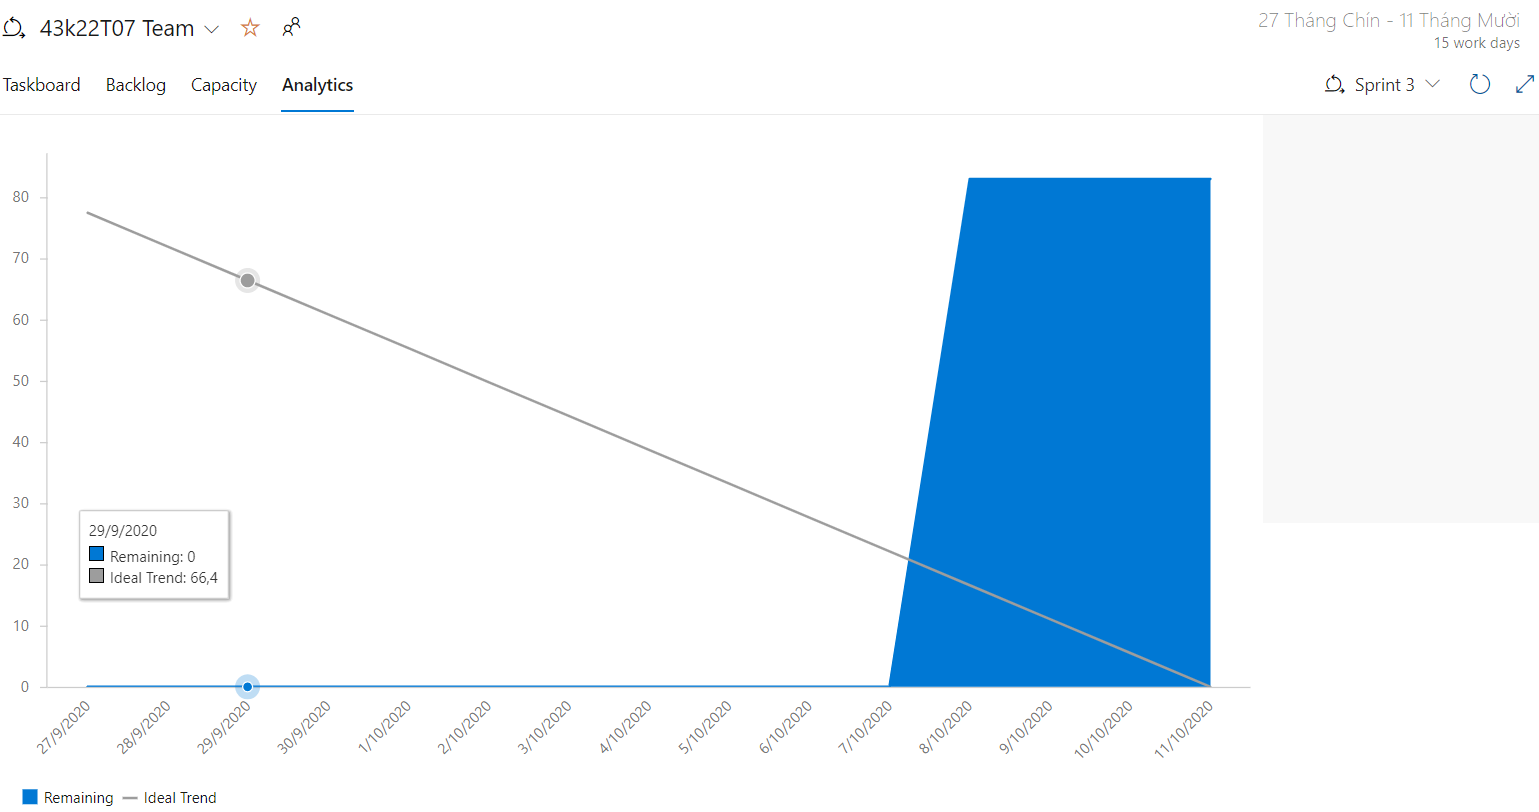 43k22T07 Team
27 Tháng Chín - 11 Tháng Mười
15 work days
Taskboard Backlog Capacity Analytics
Sprint 3
80
70
60
50
40
30
20
10
0
29/9/2020
Remaining: 0
Ideal Trend: 66,4
27/9/2020 28/9/2020 29/9/2020 30/9/2020 1/10/2020 2/10/2020 3/10/2020 4/10/2020 5/10/2020 6/10/2020 7/10/2020 8/10/2020 9/10/2020 10/10/2020 11/10/2020
Remaining Ideal Trend